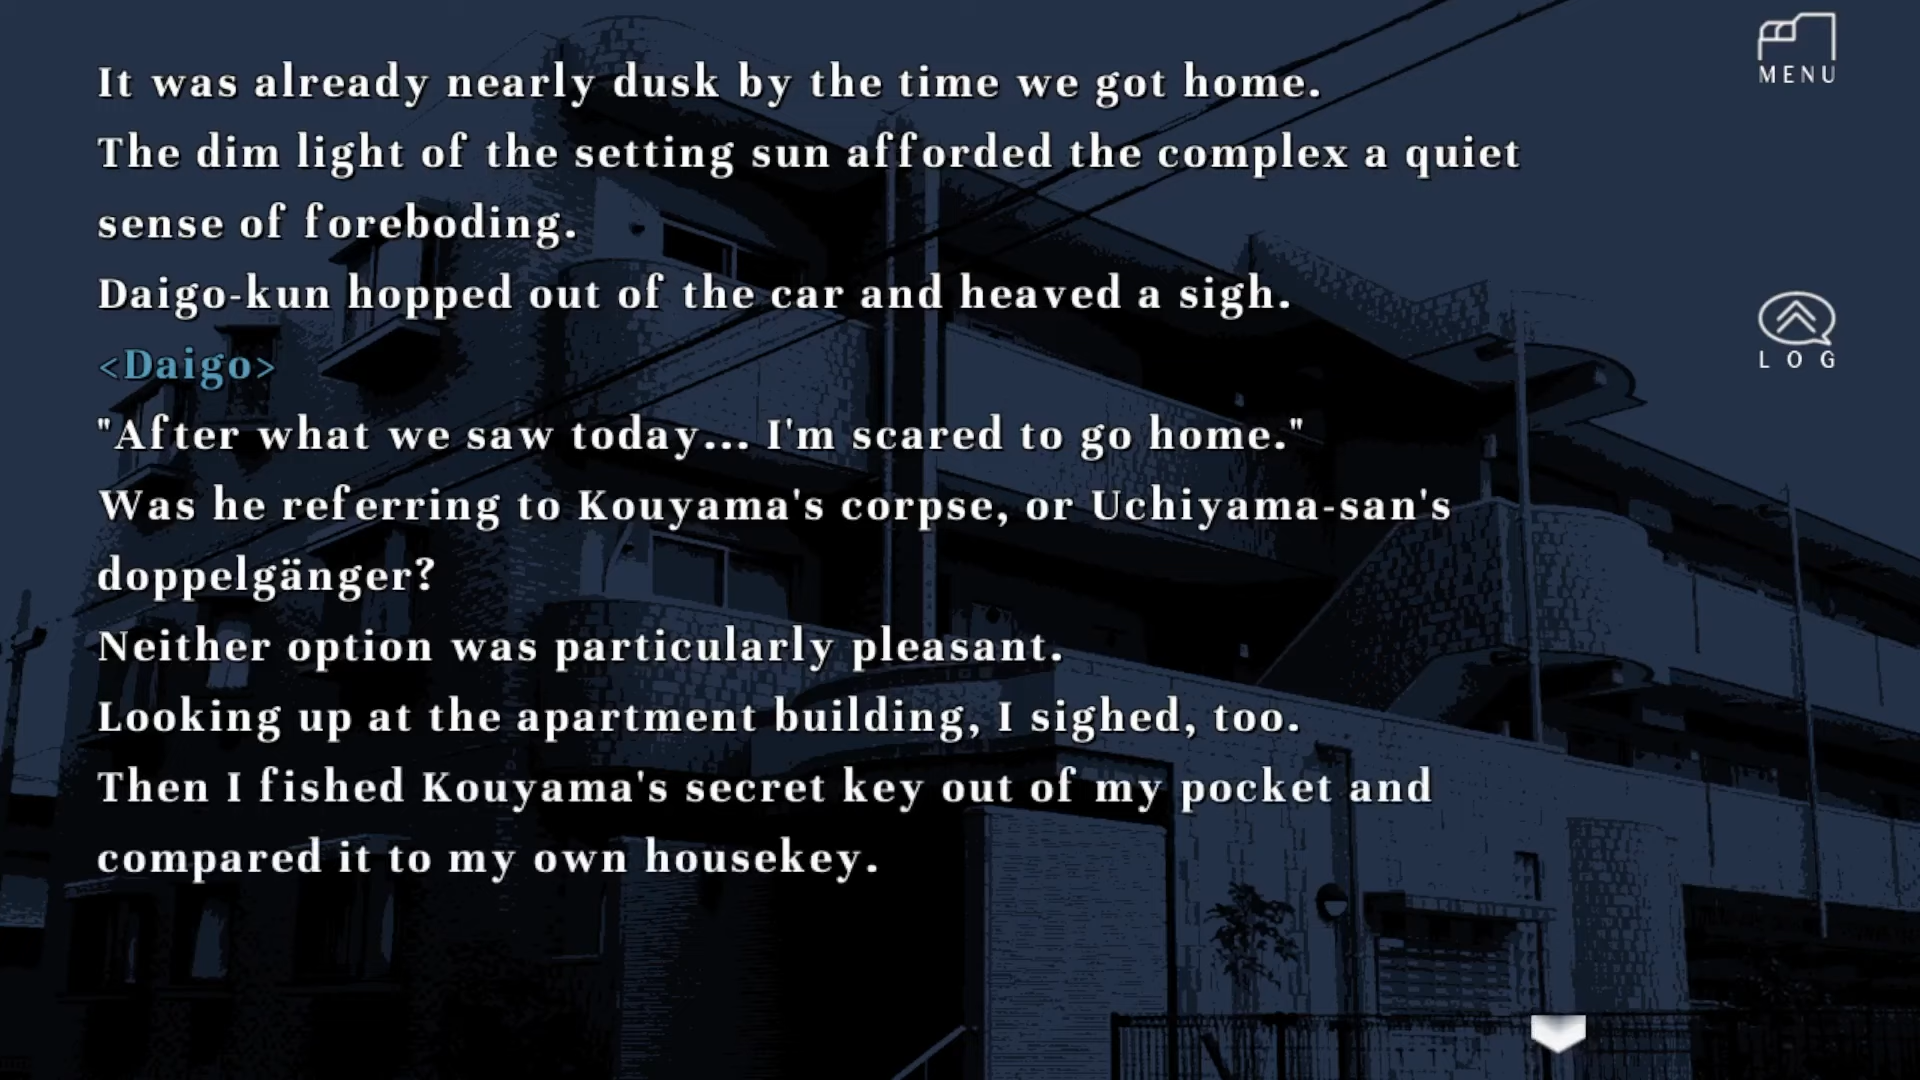 It was already nearly dusk by the time we got home.
The dim light of the setting sun afforded the complex a quiet
sense of foreboding.
Daigo-kun hopped out of the car and heaved a sigh.
<Daigo>
"After what we saw today... I'm scared to go home."
Was he referring to Kouyama's corpse, or Uchiyama-san's
doppelgänger?
Neither option was particularly pleasant.
Looking up at the apartment building, I sighed, too.
Then I fished Kouyama's secret key out of my pocket and
compared it to my own housekey.
MENU
LOG